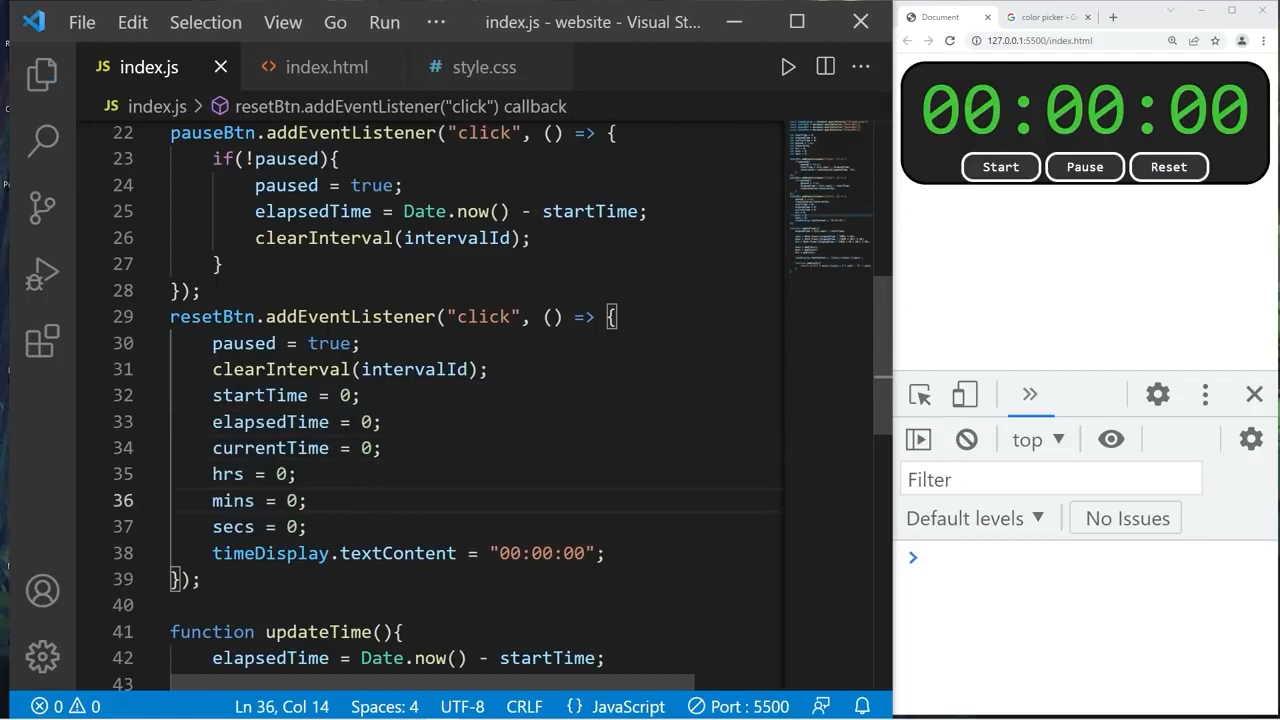 File Edit Selection View Go Run ··· index.js - website - Visual St...
JS index.js × <> index.html # style.css
JS index.js > resetBtn.addEventListener("click") callback
pauseBtn.addEventListener("click", () => {
23 if(!paused){
24 paused = true;
25 elapsedTime = Date.now() - startTime;
26 clearInterval(intervalId);
27 }
28 });
29 resetBtn.addEventListener("click", () => {
30 paused = true;
31 clearInterval(intervalId);
32 startTime = 0;
33 elapsedTime = 0;
34 currentTime = 0;
35 hrs = 0;
36 mins = 0;
37 secs = 0;
38 timeDisplay.textContent = "00:00:00";
39 });
40
41 function updateTime(){
42 elapsedTime = Date.now() - startTime;
43
0 0 Ln 36, Col 14 Spaces: 4 UTF-8 CRLF {} JavaScript Port : 5500
Document × color picker - G ×  +
127.0.0.1:5500/index.html
00:00:00
Start Pause Reset
top
Filter
Default levels No Issues